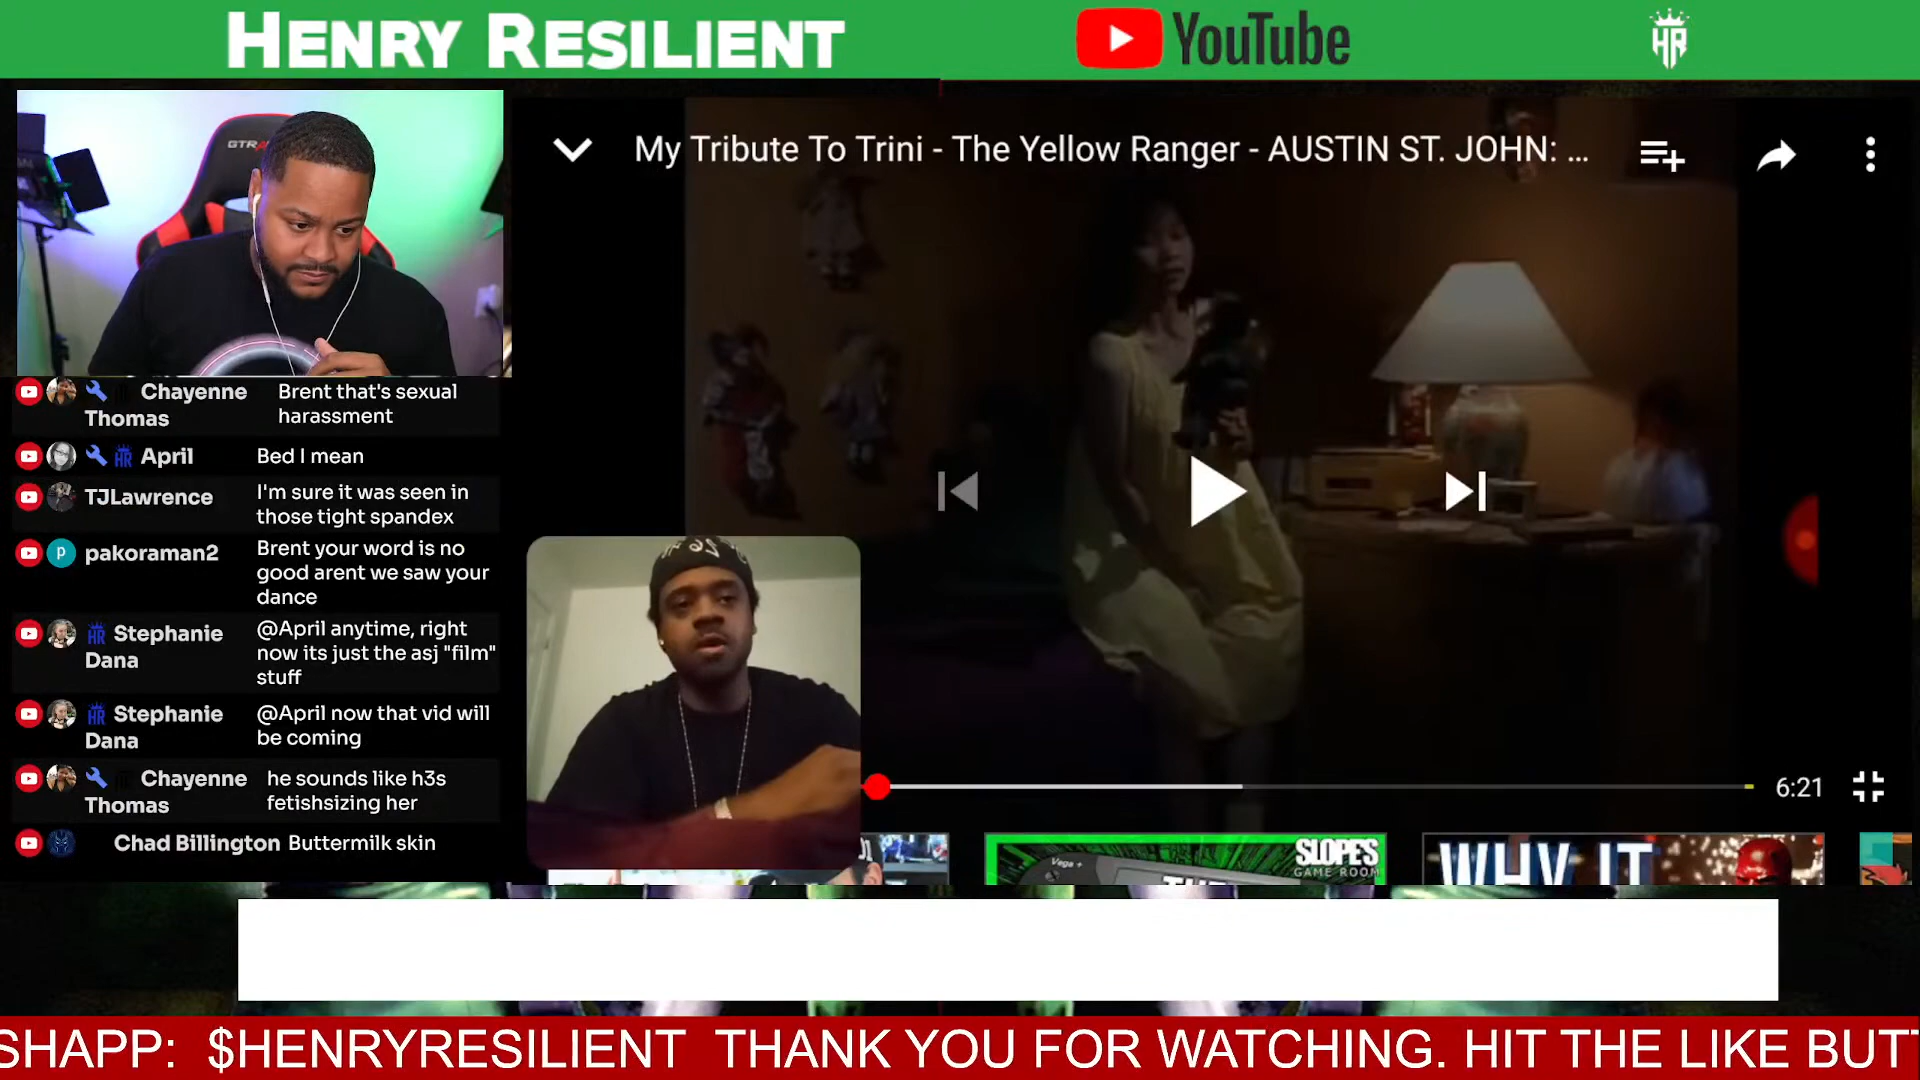 HENRY RESILIENT
YouTube
HR
GTR
My Tribute To Trini - The Yellow Ranger - AUSTIN ST. JOHN: ...
Chayenne Thomas
Brent that's sexual
harassment
April
Bed I mean
TJLawrence
I'm sure it was seen in
those tight spandex
pakoraman2
Brent your word is no
good arent we saw your
dance
Stephanie Dana
@April anytime, right
now its just the asj "film"
stuff
Stephanie Dana
@April now that vid will
be coming
Chayenne Thomas
he sounds like h3s
fetishsizing her
Chad Billington Buttermilk skin
6:21
Vega +
SLOPE'S
GAME ROOM
WHY IT
SHAPP: $HENRYRESILIENT THANK YOU FOR WATCHING. HIT THE LIKE BUT